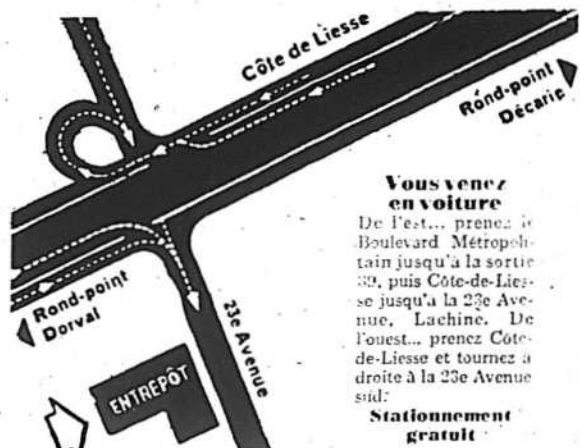 Côte de Liesse
Rond-point
Décarie
Vous venez
en voiture
De l'est... prenez le
Boulevard Métropoli-
tain jusqu'à la sortie
39, puis Côte-de-Lies-
se jusqu'a la 23e Ave-
nue, Lachine. De
l'ouest... prenez Côte-
de-Liesse et tournez à
droite à la 23e Avenue
sud.
Stationnement
gratuit
Rond-point
Dorval
23e Avenue
ENTREPÔT